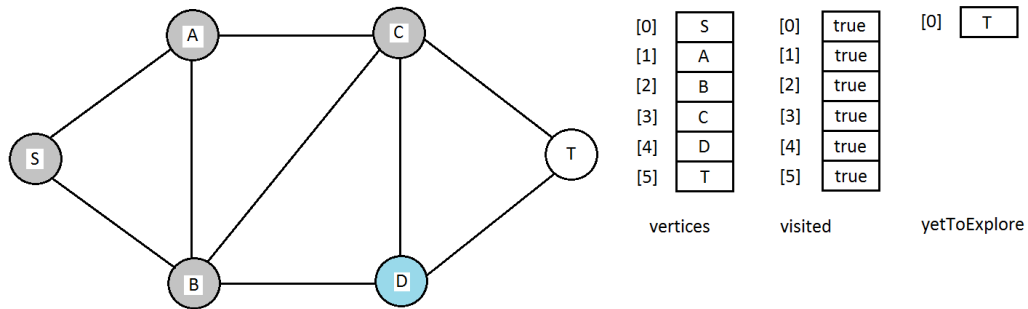 A
C
S
T
B
D
[0] S
[1] A
[2] B
[3] C
[4] D
[5] T
vertices
[0] true
[1] true
[2] true
[3] true
[4] true
[5] true
visited
[0] T
yetToExplore